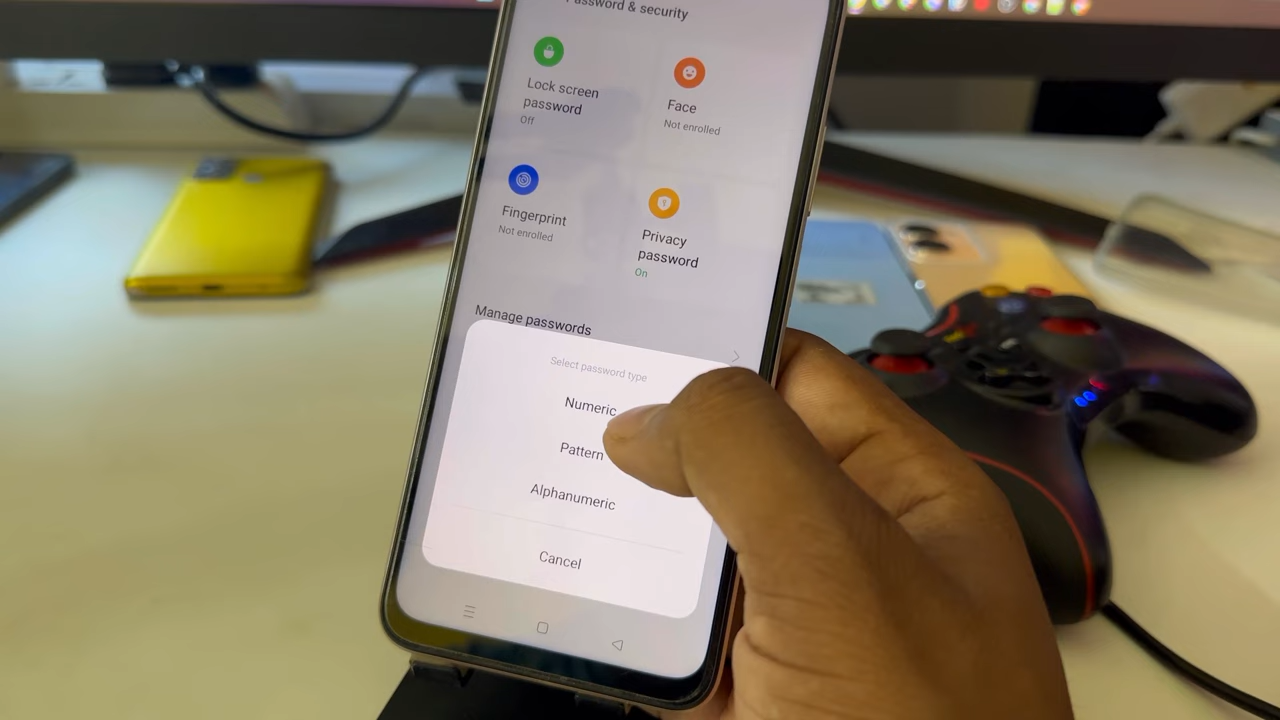 Password & security
Lock screen
password
Off
Face
Not enrolled
Fingerprint
Not enrolled
Privacy
password
On
Manage passwords
Select password type
Numeric
Pattern
Alphanumeric
Cancel